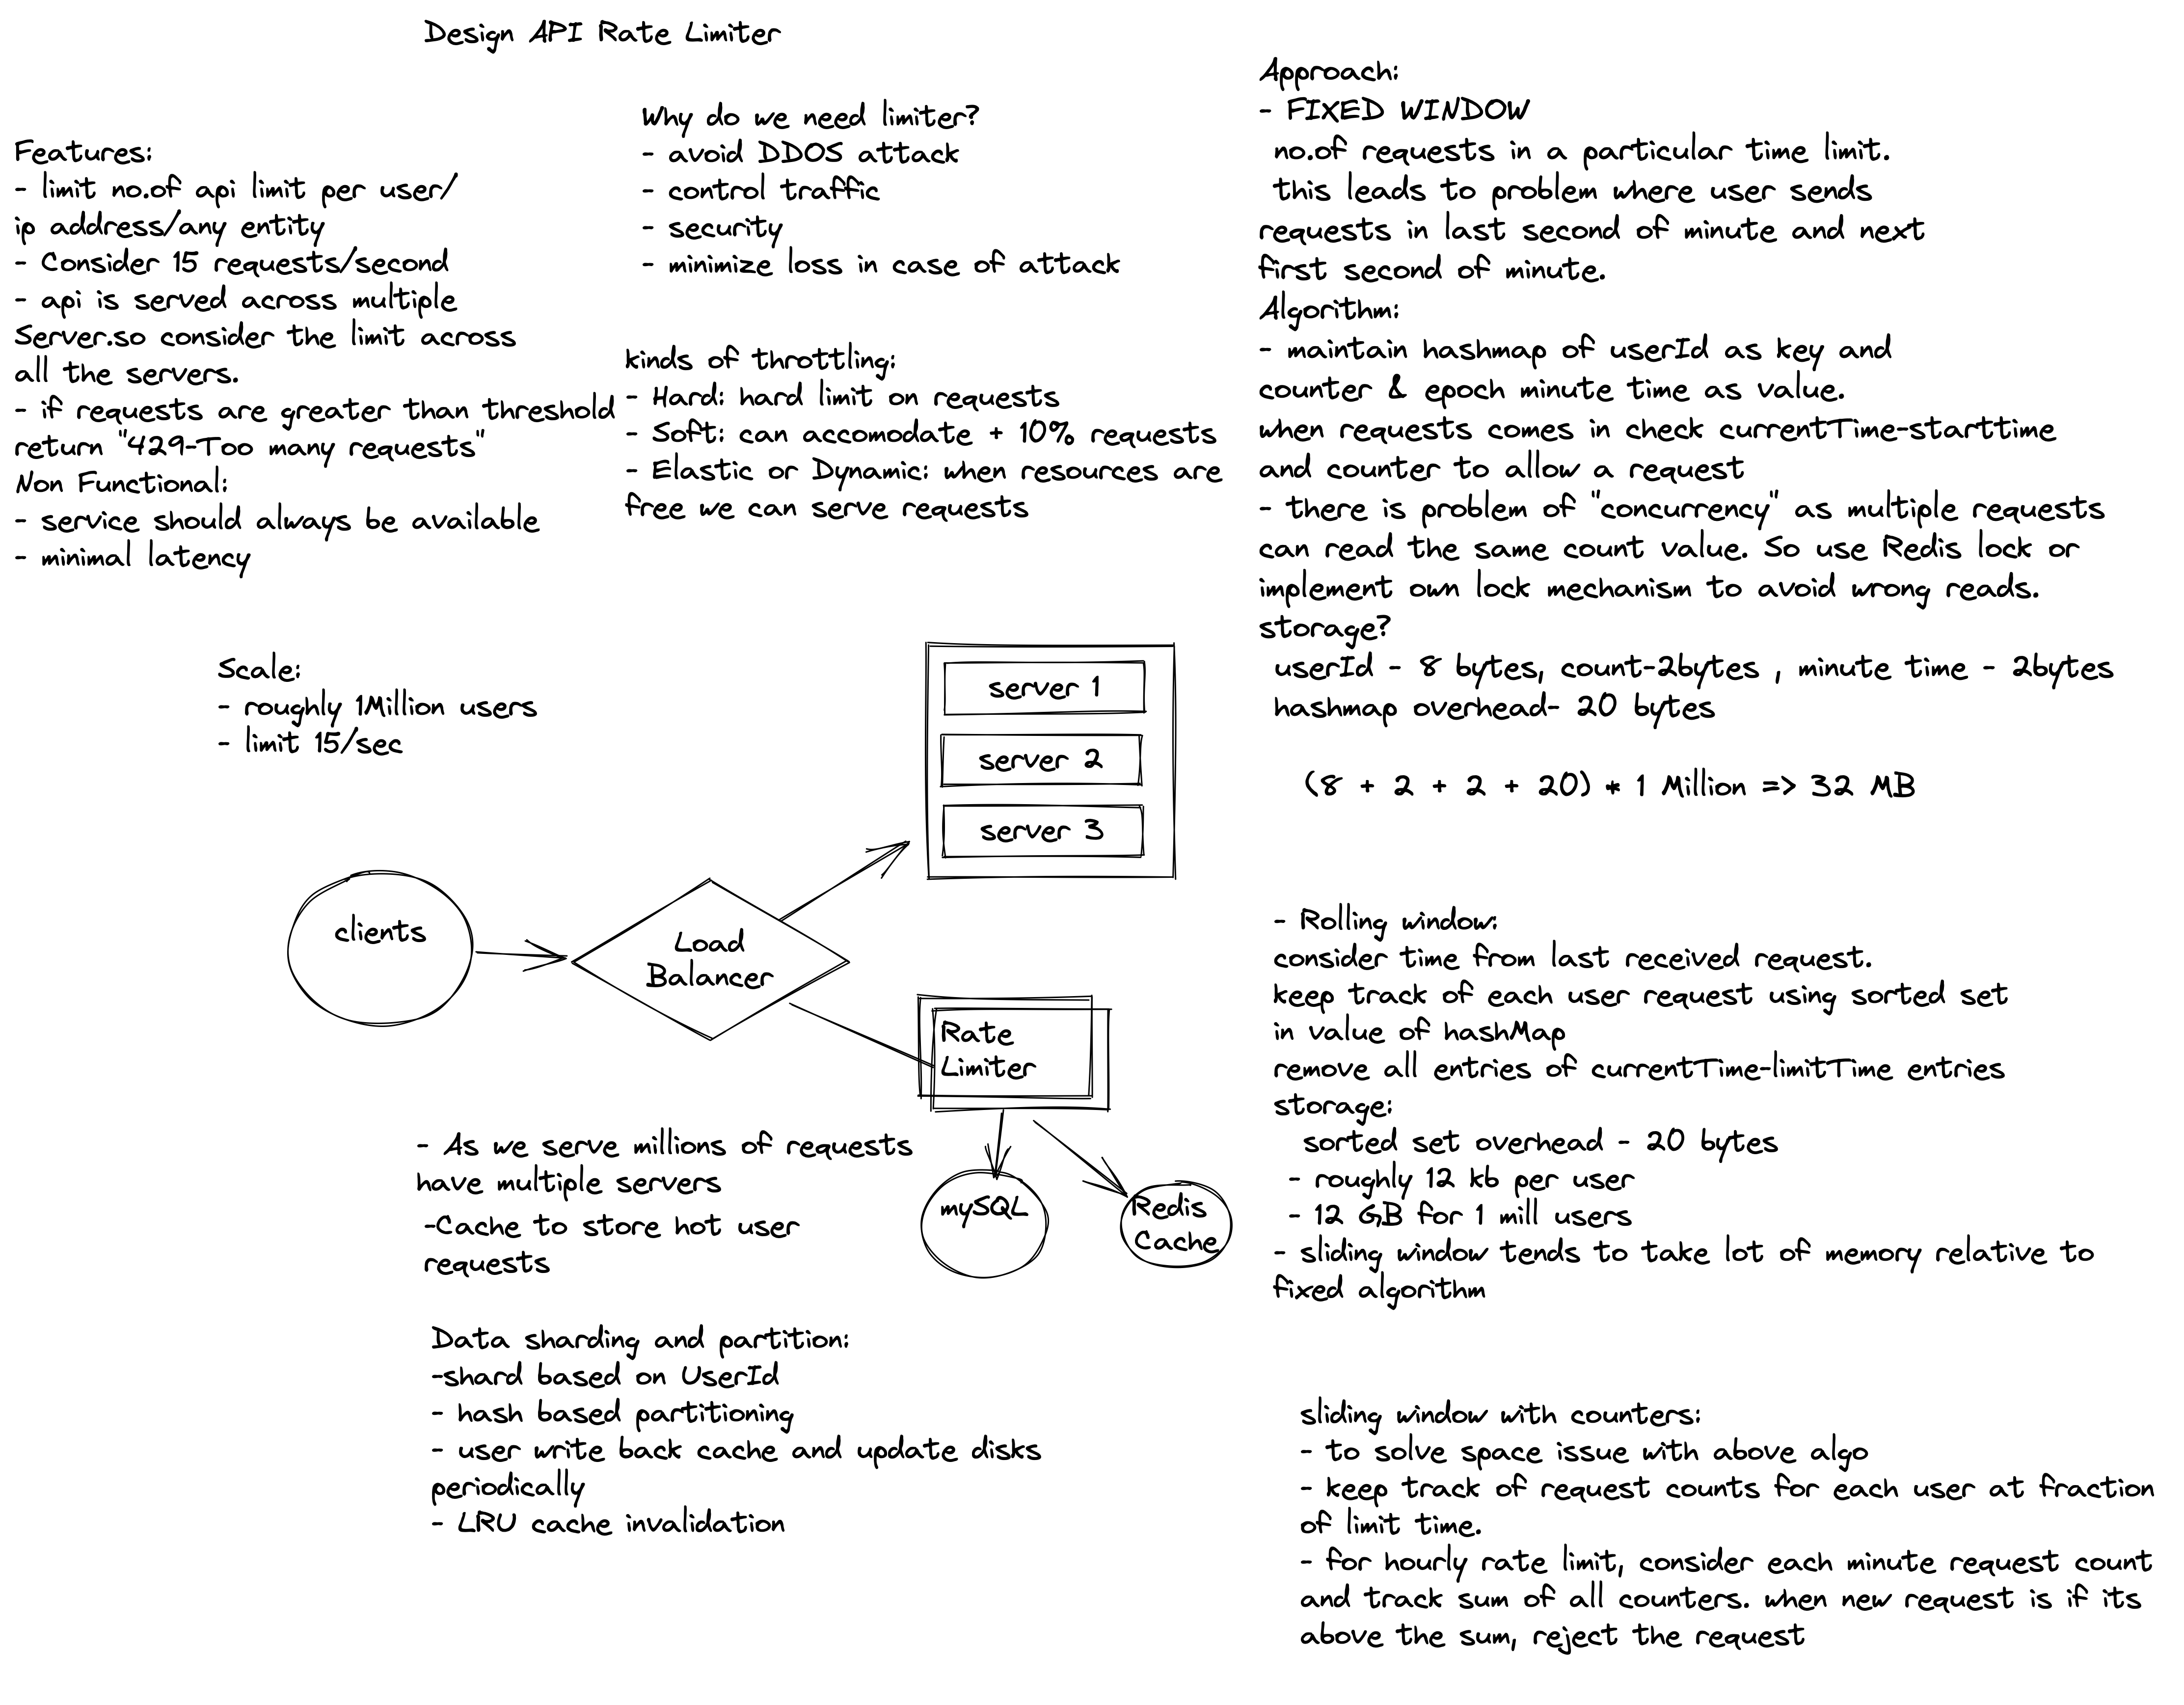 Design API Rate Limiter
Features:
- limit no.of api limit per user/
ip address/any entity
- Consider 15 requests/second
- api is served across multiple
Server.so consider the limit across
all the servers.
- if requests are greater than threshold
return "429-Too many requests"
Non Functional:
- service should always be available
- minimal latency
Why do we need limiter?
- avoid DDOS attack
- control traffic
- security
- minimize loss in case of attack
kinds of throttling:
- Hard: hard limit on requests
- Soft: can accomodate + 10% requests
- Elastic or Dynamic: when resources are
free we can serve requests
Scale:
- roughly 1Million users
- limit 15/sec
server 1
server 2
server 3
clients
Load
Balancer
Rate
Limiter
mySQL
Redis
Cache
- As we serve millions of requests
have multiple servers
-Cache to store hot user
requests
Data sharding and partition:
-shard based on UserId
- hash based partitioning
- user write back cache and update disks
periodically
- LRU cache invalidation
Approach:
- FIXED WINDOW
no.of requests in a particular time limit.
this leads to problem where user sends
requests in last second of minute and next
first second of minute.
Algorithm:
- maintain hashmap of userId as key and
counter & epoch minute time as value.
when requests comes in check currentTime-starttime
and counter to allow a request
- there is problem of "concurrency" as multiple requests
can read the same count value. So use Redis lock or
implement own lock mechanism to avoid wrong reads.
storage?
userId - 8 bytes, count-2bytes , minute time - 2bytes
hashmap overhead- 20 bytes
(8 + 2 + 2 + 20) * 1 Million => 32 MB
- Rolling window:
consider time from last received request.
keep track of each user request using sorted set
in value of hashMap
remove all entries of currentTime-limitTime entries
storage:
sorted set overhead - 20 bytes
- roughly 12 kb per user
- 12 GB for 1 mill users
- sliding window tends to take lot of memory relative to
fixed algorithm
sliding window with counters:
- to solve space issue with above algo
- keep track of request counts for each user at fraction
of limit time.
- for hourly rate limit, consider each minute request count
and track sum of all counters. when new request is if its
above the sum, reject the request